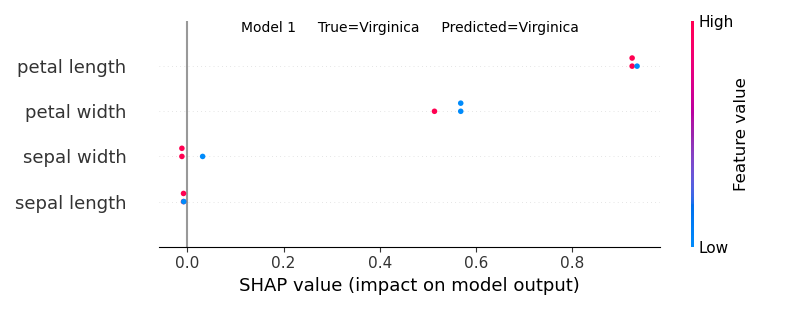 Model 1 True=Virginica Predicted=Virginica
High
petal length
petal width
sepal width
sepal length
Feature value
Low
0.0 0.2 0.4 0.6 0.8
SHAP value (impact on model output)